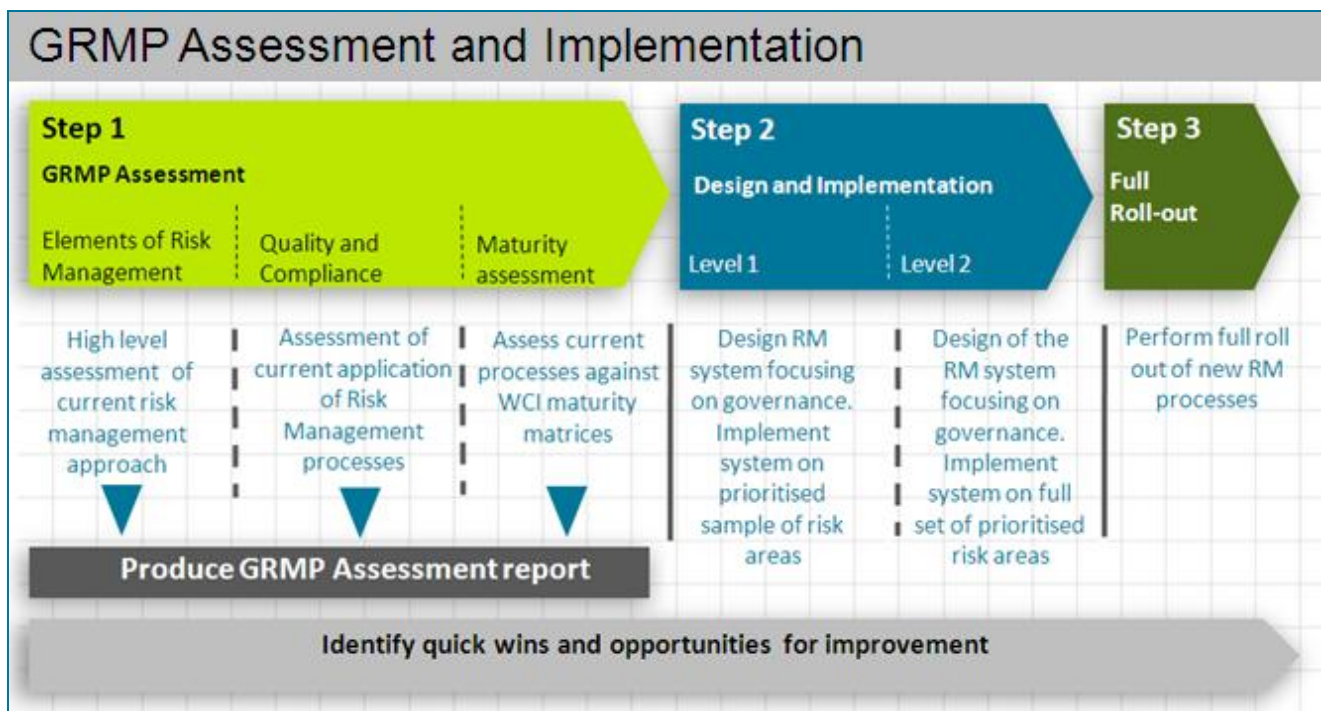 GRMP Assessment and Implementation
Step 1
GRMP Assessment
Elements of Risk
Management
Quality and
Compliance
Maturity
assessment
Step 2
Design and Implementation
Level 1
Level 2
Step 3
Full
Roll-out
High level
assessment of
current risk
management
approach
Assessment of
current application
of Risk
Management
processes
Assess current
processes against
WCI maturity
matrices
Design RM
system focusing
on governance.
Implement
system on
prioritised
sample of risk
areas
Design of the
RM system
focusing on
governance.
Implement
system on full
set of prioritised
risk areas
Perform full roll
out of new RM
processes
Produce GRMP Assessment report
Identify quick wins and opportunities for improvement